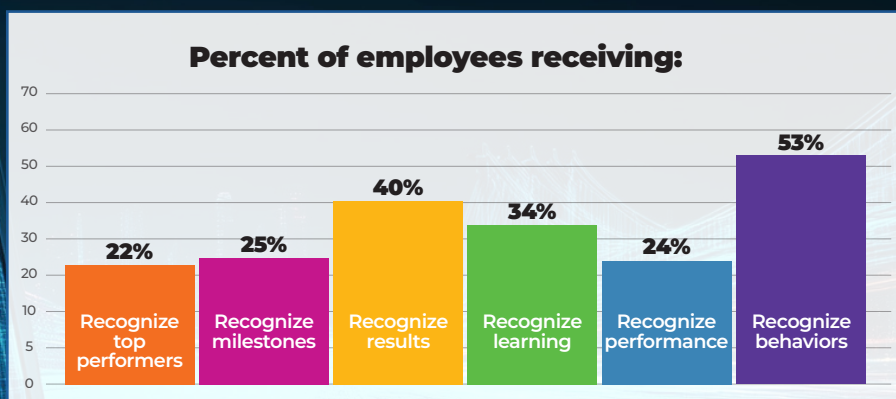 Percent of employees receiving:
70
60
50
40
30
20
10
5
0
22%
25%
40%
34%
24%
53%
Recognize
top
performers
Recognize
milestones
Recognize
results
Recognize
learning
Recognize
performance
Recognize
behaviors